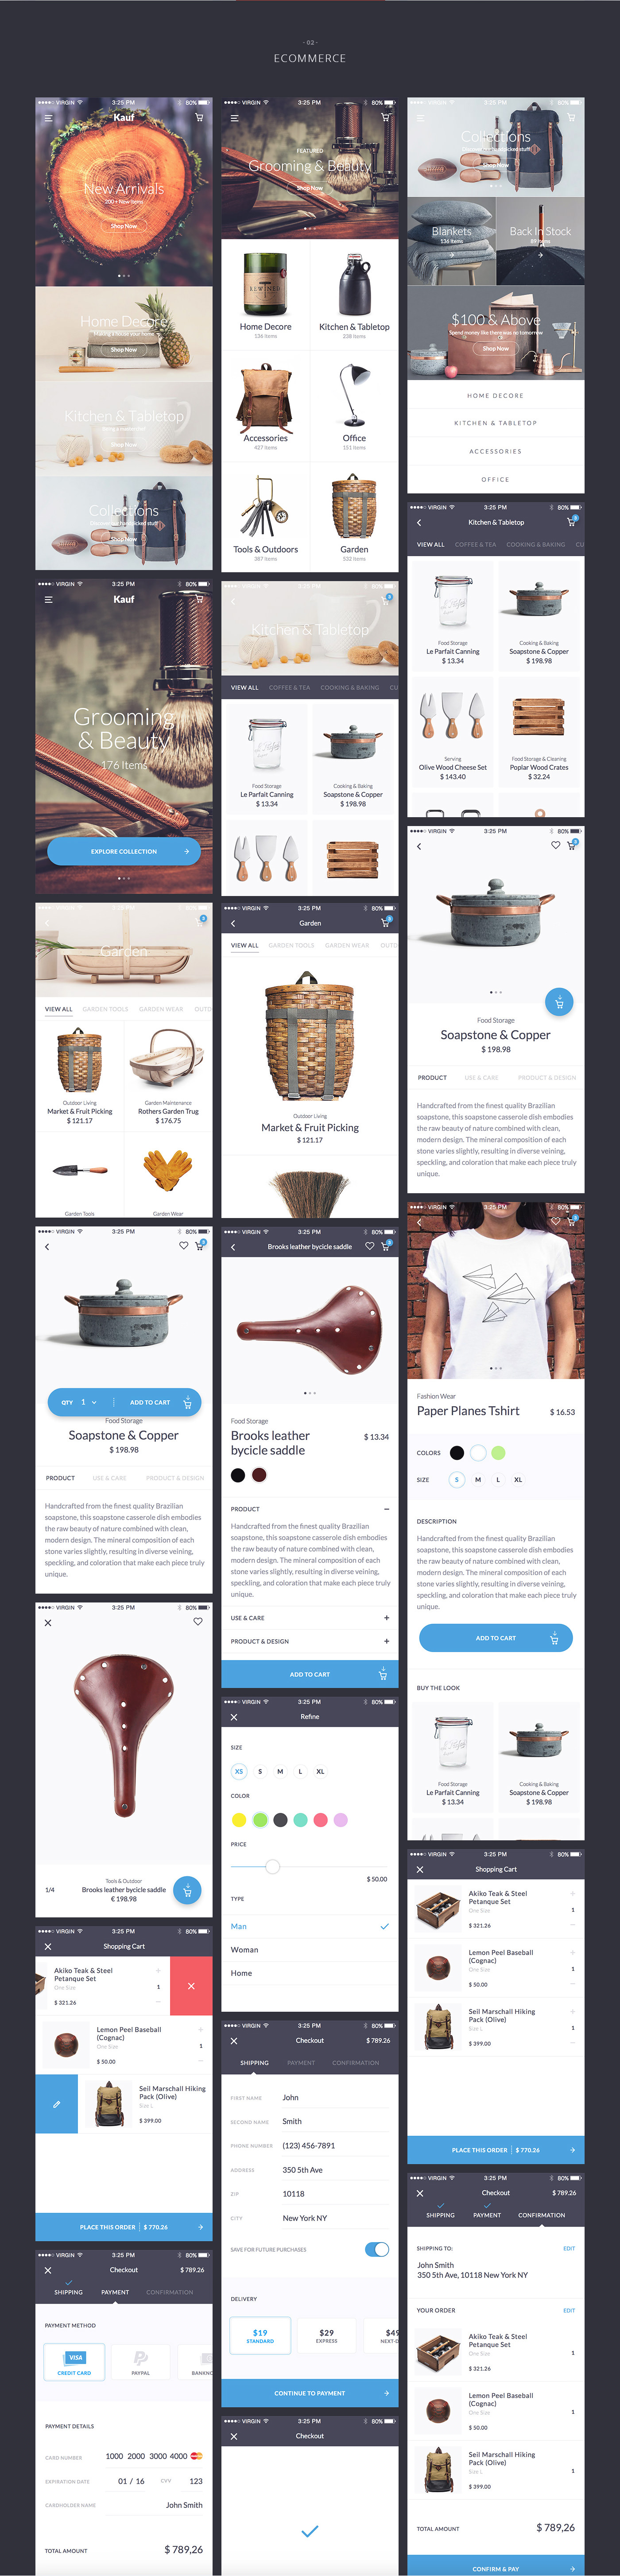 - 02 -
ECOMMERCE
VIRGIN 3:25 PM 80%
Kauf
New Arrivals
200 + New Items
Shop Now
Home Decore
Making a house your home
Shop Now
Kitchen & Tabletop
Shop Now
Collections
Shop Now
VIRGIN 3:25 PM 80%
Kauf
Grooming
& Beauty
176 Items
EXPLORE COLLECTION
VIRGIN 3:25 PM 80%
Garden
VIEW ALL GARDEN TOOLS GARDEN WEAR OUTD
Outdoor Living
Market & Fruit Picking
$ 121.17
Garden Maintenance
Rothers Garden Trug
$ 176.75
Garden Tools
Garden Wear
VIRGIN 3:25 PM 80%
QTY 1 ADD TO CART
Food Storage
Soapstone & Copper
$ 198.98
PRODUCT USE & CARE PRODUCT & DESIGN
Handcrafted from the finest quality Brazilian
soapstone, this soapstone casserole dish embodies
the raw beauty of nature combined with clean,
modern design. The mineral composition of each
stone varies slightly, resulting in diverse veining,
speckling, and coloration that make each piece truly
unique.
VIRGIN 3:25 PM 80%
1/4
Tools & Outdoor
Brooks leather bycicle saddle
€ 198.98
VIRGIN 3:25 PM 80%
Shopping Cart
Akiko Teak & Steel
Petanque Set
One Size
1
$ 321.26
Lemon Peel Baseball
(Cognac)
One Size
1
$ 50.00
Seil Marschall Hiking
Pack (Olive)
Size L
$ 399.00
PLACE THIS ORDER $ 770.26
VIRGIN 3:25 PM 80%
Checkout $ 789.26
SHIPPING PAYMENT CONFIRMATION
PAYMENT METHOD
VISA
CREDIT CARD
PAYPAL
BANKNO
PAYMENT DETAILS
CARD NUMBER 1000 2000 3000 4000
EXPIRATION DATE 01 / 16 CVV 123
CARDHOLDER NAME John Smith
TOTAL AMOUNT $ 789,26
VIRGIN 3:25 PM 80%
FEATURED
Grooming & Beauty
Shop Now
REWINED
Home Decore
136 Items
Kitchen & Tabletop
238 Items
Accessories
427 Items
Office
151 Items
Tools & Outdoors
387 Items
Garden
532 Items
VIRGIN 3:25 PM 80%
Kitchen & Tabletop
VIEW ALL COFFEE & TEA COOKING & BAKING CU
Food Storage
Le Parfait Canning
$ 13.34
Cooking & Baking
Soapstone & Copper
$ 198.98
VIRGIN 3:25 PM 80%
Garden
VIEW ALL GARDEN TOOLS GARDEN WEAR OUTD
Outdoor Living
Market & Fruit Picking
$ 121.17
VIRGIN 3:25 PM 80%
Brooks leather bycicle saddle
Food Storage
Brooks leather
bycicle saddle
$ 13.34
PRODUCT
Handcrafted from the finest quality Brazilian
soapstone, this soapstone casserole dish embodies
the raw beauty of nature combined with clean,
modern design. The mineral composition of each
stone varies slightly, resulting in diverse veining,
speckling, and coloration that make each piece truly
unique.
USE & CARE
PRODUCT & DESIGN
ADD TO CART
VIRGIN 3:25 PM 80%
Refine
SIZE
XS S M L XL
COLOR
PRICE
$ 50.00
TYPE
Man
Woman
Home
VIRGIN 3:25 PM 80%
Checkout $ 789.26
SHIPPING PAYMENT CONFIRMATION
FIRST NAME John
SECOND NAME Smith
PHONE NUMBER (123) 456-7891
ADDRESS 350 5th Ave
ZIP 10118
CITY New York NY
SAVE FOR FUTURE PURCHASES
DELIVERY
$19
STANDARD
$29
EXPRESS
$49
NEXT-D
CONTINUE TO PAYMENT
VIRGIN 3:25 PM 80%
Checkout
VIRGIN 3:25 PM 80%
Collections
Shop Now
Blankets
136 Items
Back In Stock
89 Items
$100 & Above
Spend money like there was no tomorrow
Shop Now
HOME DECORE
KITCHEN & TABLETOP
ACCESSORIES
OFFICE
VIRGIN 3:25 PM 80%
Kitchen & Tabletop
VIEW ALL COFFEE & TEA COOKING & BAKING CU
Food Storage
Le Parfait Canning
$ 13.34
Cooking & Baking
Soapstone & Copper
$ 198.98
Serving
Olive Wood Cheese Set
$ 143.40
Food Storage & Cleaning
Poplar Wood Crates
$ 32.24
VIRGIN 3:25 PM 80%
Food Storage
Soapstone & Copper
$ 198.98
PRODUCT USE & CARE PRODUCT & DESIGN
Handcrafted from the finest quality Brazilian
soapstone, this soapstone casserole dish embodies
the raw beauty of nature combined with clean,
modern design. The mineral composition of each
stone varies slightly, resulting in diverse veining,
speckling, and coloration that make each piece truly
unique.
VIRGIN 3:25 PM 80%
Fashion Wear
Paper Planes Tshirt $ 16.53
COLORS
SIZE S M L XL
DESCRIPTION
Handcrafted from the finest quality Brazilian
soapstone, this soapstone casserole dish embodies
the raw beauty of nature combined with clean,
modern design. The mineral composition of each
stone varies slightly, resulting in diverse veining,
speckling, and coloration that make each piece truly
unique.
ADD TO CART
BUY THE LOOK
Food Storage
Le Parfait Canning
$ 13.34
Cooking & Baking
Soapstone & Copper
$ 198.98
VIRGIN 3:25 PM 80%
Shopping Cart
Akiko Teak & Steel
Petanque Set
One Size
1
$ 321.26
Lemon Peel Baseball
(Cognac)
One Size
1
$ 50.00
Seil Marschall Hiking
Pack (Olive)
Size L
1
$ 399.00
PLACE THIS ORDER $ 770.26
VIRGIN 3:25 PM 80%
Checkout $ 789.26
SHIPPING PAYMENT CONFIRMATION
SHIPPING TO: EDIT
John Smith
350 5th Ave, 10118 New York NY
YOUR ORDER EDIT
Akiko Teak & Steel
Petanque Set
One Size
1
$ 321.26
Lemon Peel Baseball
(Cognac)
One Size
1
$ 50.00
Seil Marschall Hiking
Pack (Olive)
Size L
1
$ 399.00
TOTAL AMOUNT $ 789,26
CONFIRM & PAY